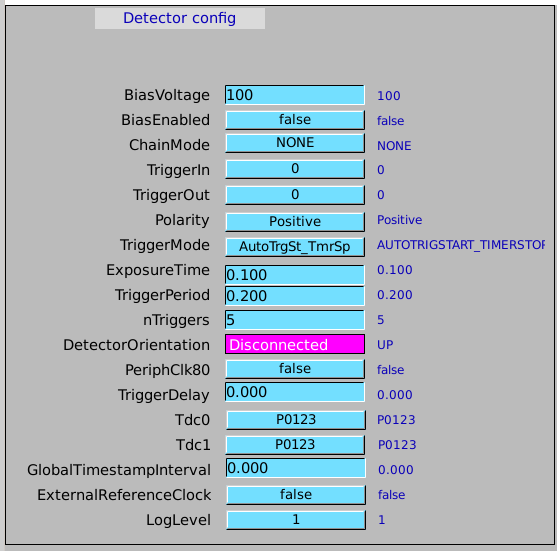 Detector config
BiasVoltage 100 100
BiasEnabled false false
ChainMode NONE NONE
TriggerIn 0 0
TriggerOut 0 0
Polarity Positive Positive
TriggerMode AutoTrgSt_TmrSp AUTOTRIGSTART_TIMERSTOP
ExposureTime 0.100 0.100
TriggerPeriod 0.200 0.200
nTriggers 5 5
DetectorOrientation Disconnected UP
PeriphClk80 false false
TriggerDelay 0.000 0.000
Tdc0 P0123 P0123
Tdc1 P0123 P0123
GlobalTimestampInterval 0.000 0.000
ExternalReferenceClock false false
LogLevel 1 1